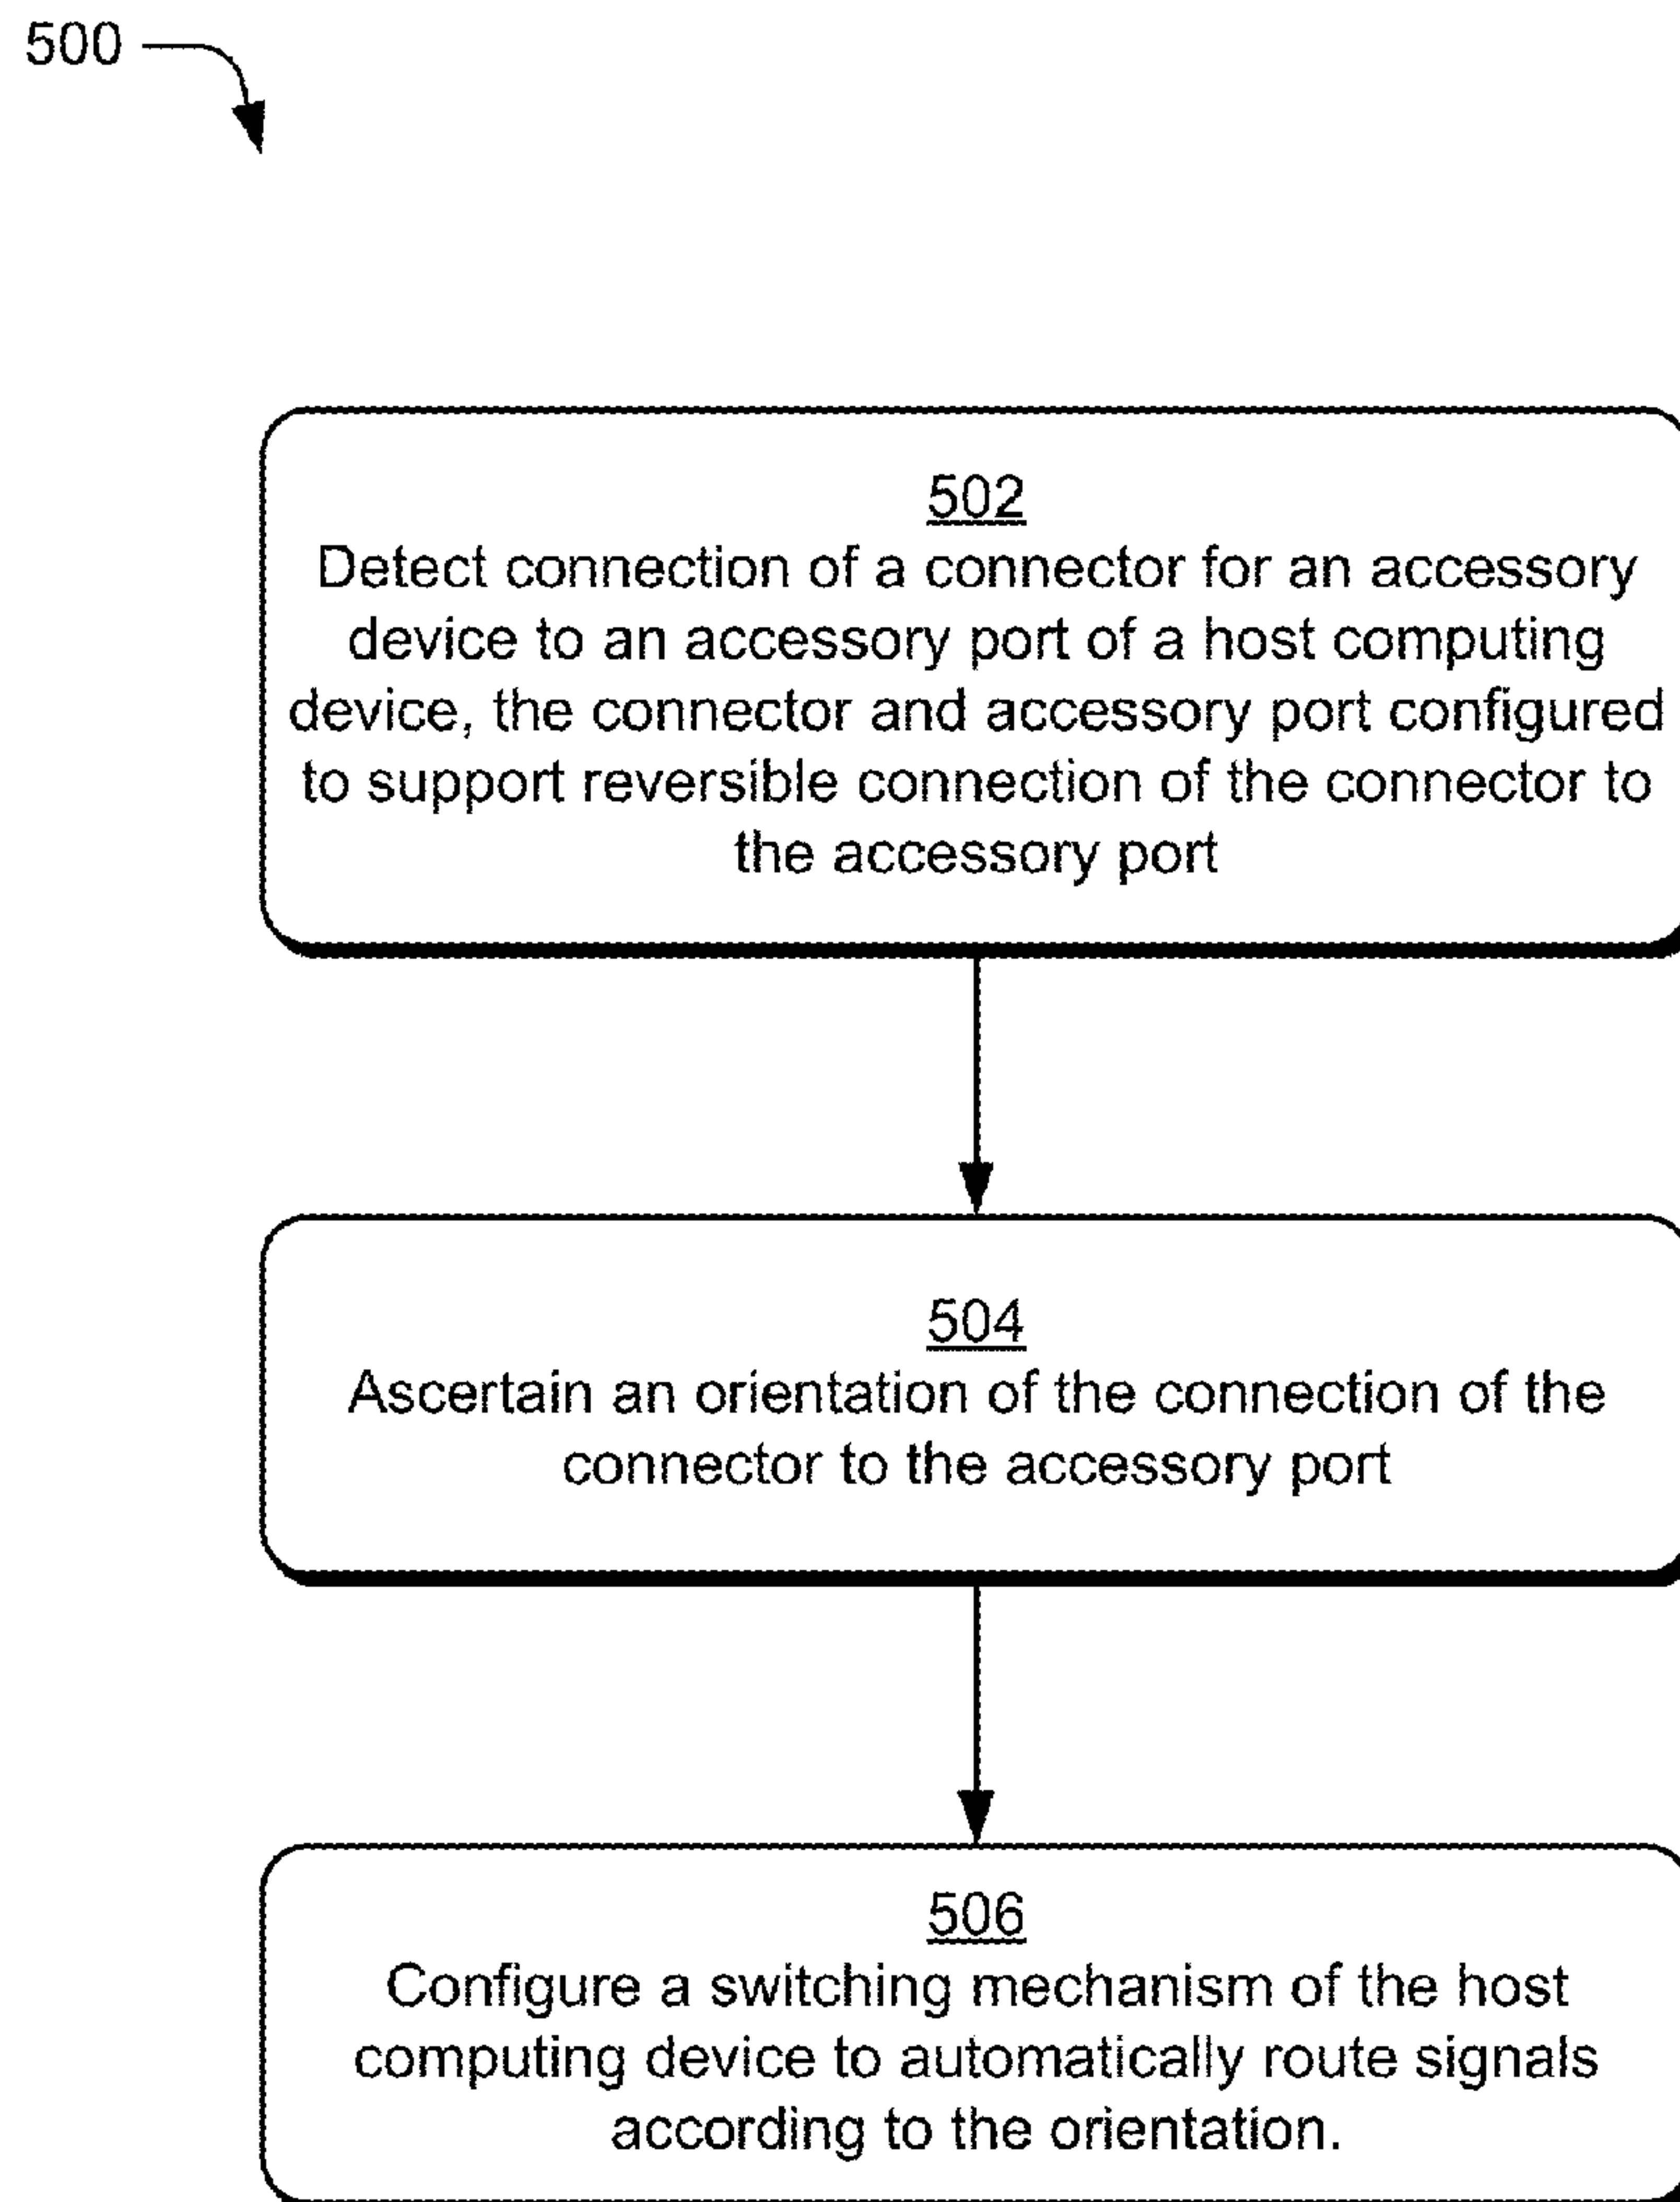 500
502
Detect connection of a connector for an accessory
device to an accessory port of a host computing
device, the connector and accessory port configured
to support reversible connection of the connector to
the accessory port
504
Ascertain an orientation of the connection of the
connector to the accessory port
506
Configure a switching mechanism of the host
computing device to automatically route signals
according to the orientation.